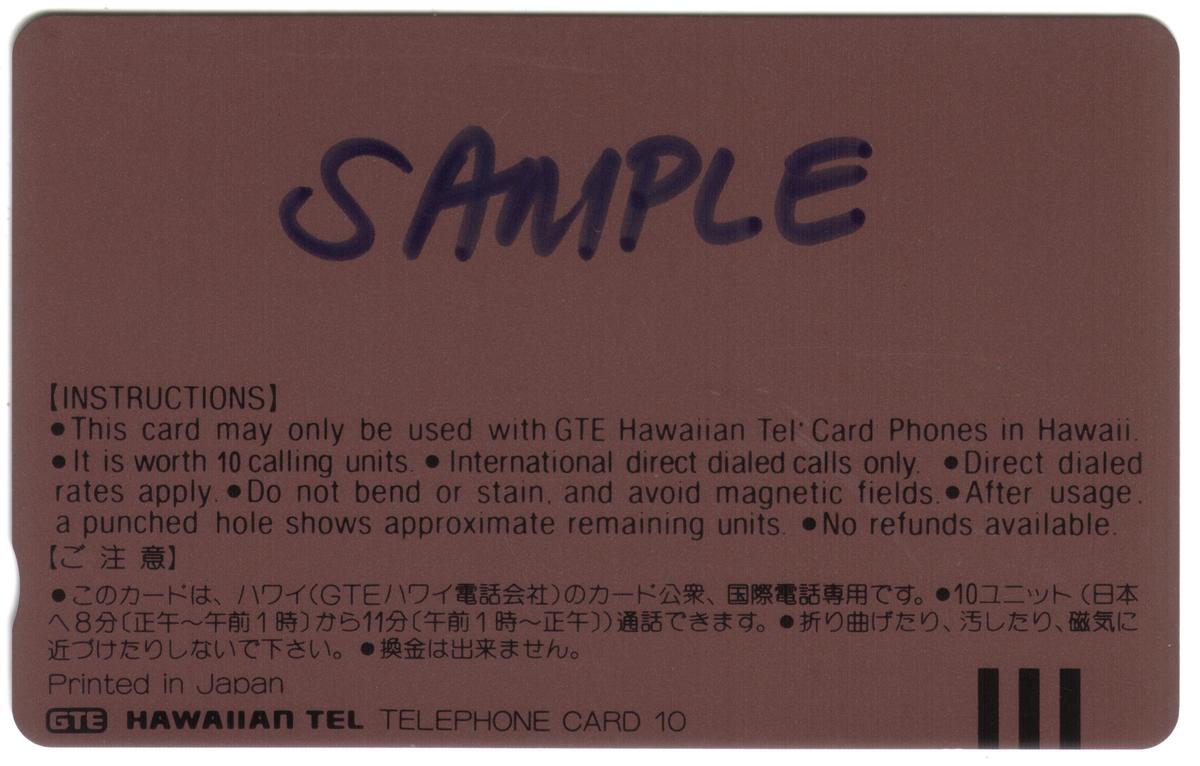 SAMPLE
【INSTRUCTIONS】
●This card may only be used with GTE Hawaiian Tel' Card Phones in Hawaii.
●It is worth 10 calling units. ●International direct dialed calls only. ●Direct dialed
rates apply. ●Do not bend or stain, and avoid magnetic fields. ●After usage,
a punched hole shows approximate remaining units. ●No refunds available.
【ご注意】
●このカードは、ハワイ(GTEハワイ電話会社)のカード公衆、国際電話専用です。●10ユニット(日本
へ8分〔正午〜午前1時〕から11分〔午前1時〜正午〕)通話できます。●折り曲げたり、汚したり、磁気に
近づけたりしないで下さい。●換金は出来ません。
Printed in Japan
GTE HAWAIIAN TEL TELEPHONE CARD 10